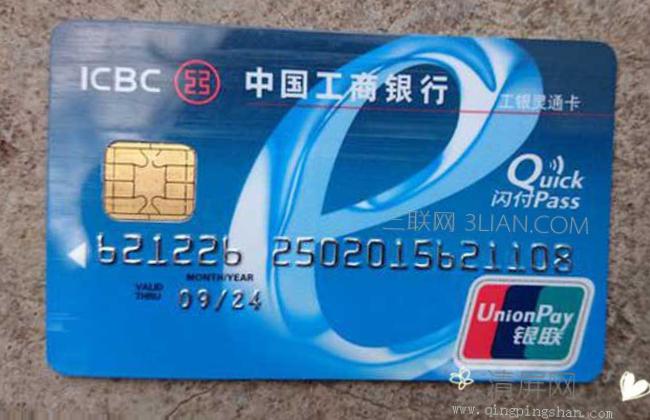 ICBC 中国工商银行
工银灵通卡
Quick
闪付Pass
三联网 3LIAN.COM
621226 2502015621108
MONTH/YEAR
VALID THRU 09/24
UnionPay
银联
清屏网
www.qingpingshan.com